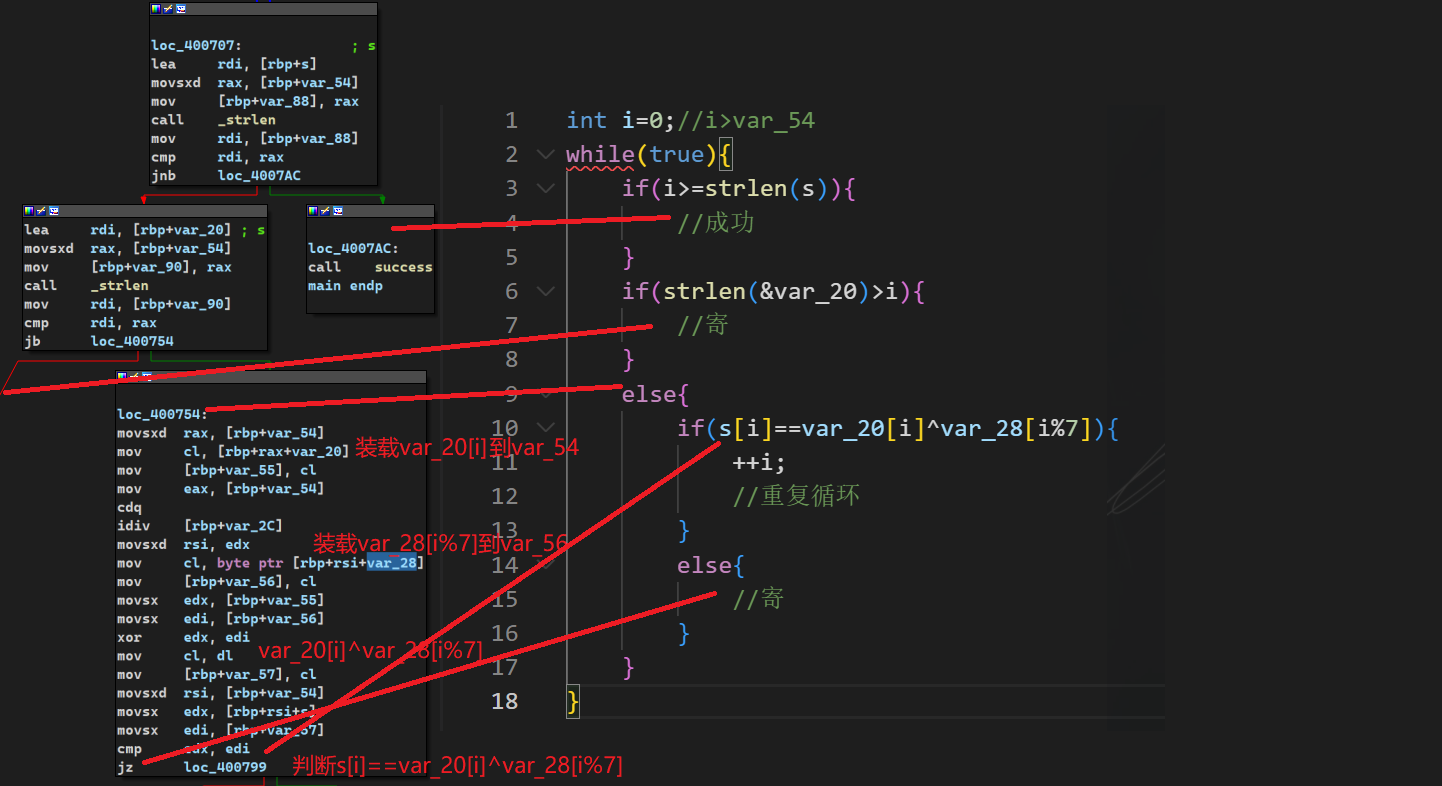 loc_400707: ; s
lea rdi, [rbp+s]
movsxd rax, [rbp+var_54]
mov [rbp+var_88], rax
call _strlen
mov rdi, [rbp+var_88]
cmp rdi, rax
jnb loc_4007AC
lea rdi, [rbp+var_20] ; s
movsxd rax, [rbp+var_54]
mov [rbp+var_90], rax
call _strlen
mov rdi, [rbp+var_90]
cmp rdi, rax
jb loc_400754
loc_4007AC:
call success
main endp
loc_400754:
movsxd rax, [rbp+var_54]
mov cl, [rbp+rax+var_20]
mov [rbp+var_55], cl
mov eax, [rbp+var_54]
cdq
idiv [rbp+var_2C]
movsxd rsi, edx
mov cl, byte ptr [rbp+rsi+var_28]
mov [rbp+var_56], cl
movsx edx, [rbp+var_55]
movsx edi, [rbp+var_56]
xor edx, edi
mov cl, dl
mov [rbp+var_57], cl
movsxd rsi, [rbp+var_54]
movsx edx, [rbp+rsi+s]
movsx edi, [rbp+var_57]
cmp edx, edi
jz loc_400799
装载var_20[i]到var_54
装载var_28[i%7]到var_56
var_20[i]^var_28[i%7]
判断s[i]==var_20[i]^var_28[i%7]
1 int i=0;//i>var_54
2 while(true){
3 if(i>=strlen(s)){
4 //成功
5 }
6 if(strlen(&var_20)>i){
7 //寄
8 }
9 else{
10 if(s[i]==var_20[i]^var_28[i%7]){
11 ++i;
12 //重复循环
13 }
14 else{
15 //寄
16 }
17 }
18 }